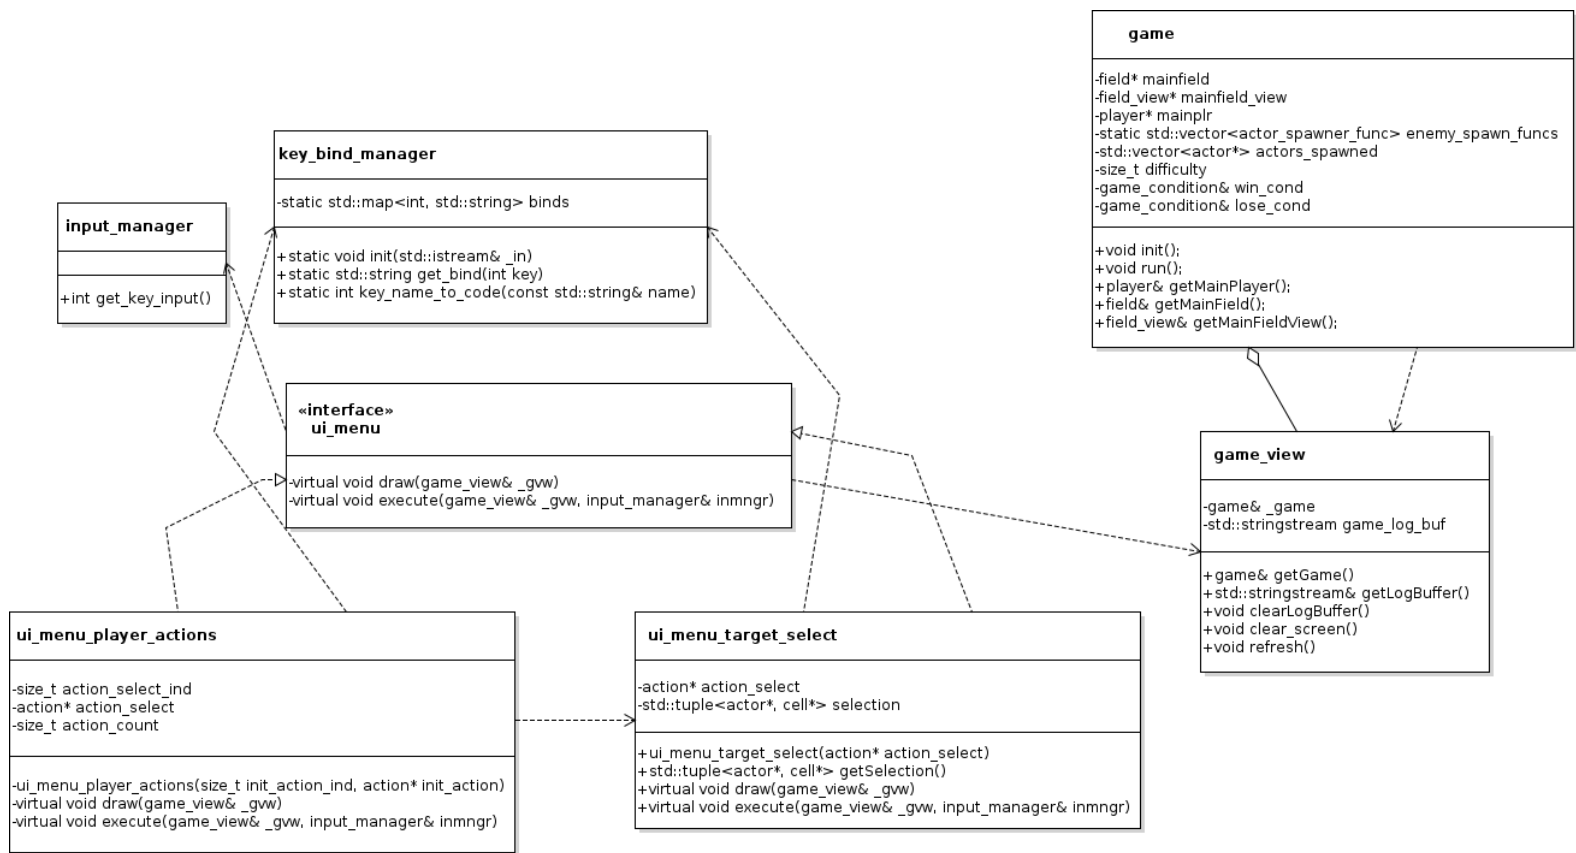 game
-field* mainfield
-field_view* mainfield_view
-player* mainplr
-static std::vector<actor_spawner_func> enemy_spawn_funcs
-std::vector<actor*> actors_spawned
-size_t difficulty
-game_condition& win_cond
-game_condition& lose_cond
+void init();
+void run();
+player& getMainPlayer();
+field& getMainField();
+field_view& getMainFieldView();
key_bind_manager
-static std::map<int, std::string> binds
+static void init(std::istream& _in)
+static std::string get_bind(int key)
+static int key_name_to_code(const std::string& name)
input_manager
+int get_key_input()
«interface»
ui_menu
-virtual void draw(game_view& _gvw)
-virtual void execute(game_view& _gvw, input_manager& inmngr)
game_view
-game& _game
-std::stringstream game_log_buf
+game& getGame()
+std::stringstream& getLogBuffer()
+void clearLogBuffer()
+void clear_screen()
+void refresh()
ui_menu_player_actions
-size_t action_select_ind
-action* action_select
-size_t action_count
-ui_menu_player_actions(size_t init_action_ind, action* init_action)
-virtual void draw(game_view& _gvw)
-virtual void execute(game_view& _gvw, input_manager& inmngr)
ui_menu_target_select
-action* action_select
-std::tuple<actor*, cell*> selection
+ui_menu_target_select(action* action_select)
+std::tuple<actor*, cell*> getSelection()
+virtual void draw(game_view& _gvw)
+virtual void execute(game_view& _gvw, input_manager& inmngr)